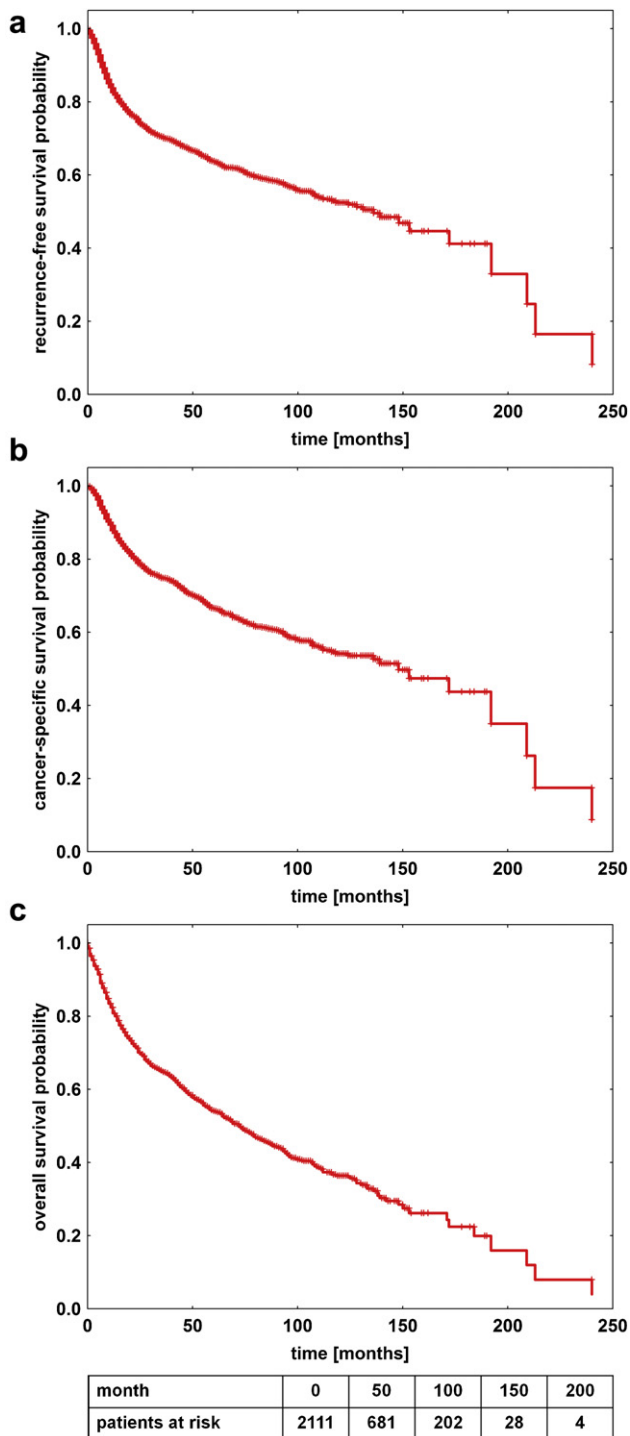 a
recurrence-free survival probability
1.0
0.8
0.6
0.4
0.2
0.0
0 50 100 150 200 250
time [months]
b
cancer-specific survival probability
1.0
0.8
0.6
0.4
0.2
0.0
0 50 100 150 200 250
time [months]
c
overall survival probability
1.0
0.8
0.6
0.4
0.2
0.0
0 50 100 150 200 250
time [months]
month 0 50 100 150 200
patients at risk 2111 681 202 28 4